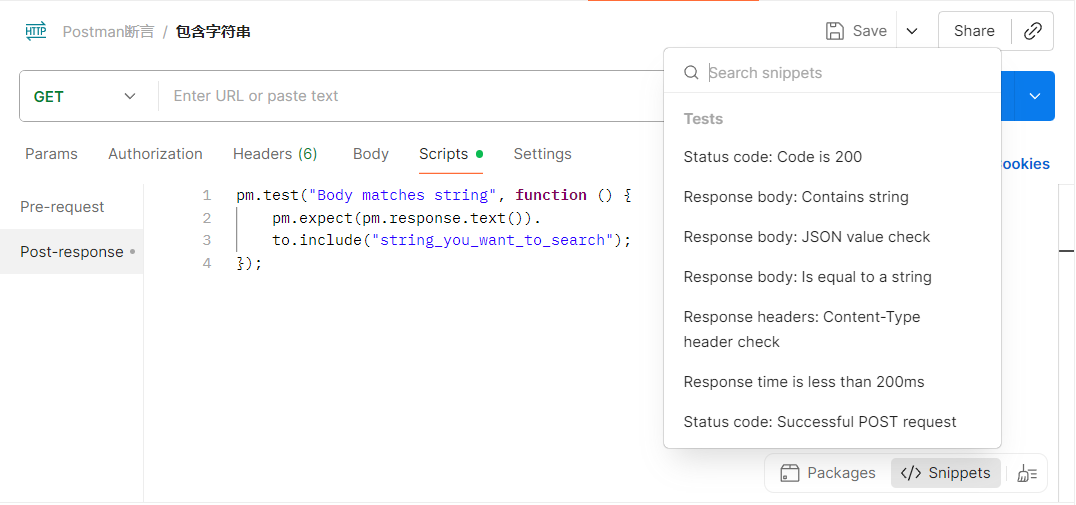 HTTP Postman断言 / 包含字符串
Save
Share
GET
Enter URL or paste text
Params Authorization Headers (6) Body Scripts Settings
ookies
Pre-request
Post-response
1 pm.test("Body matches string", function () {
2 pm.expect(pm.response.text()).
3 to.include("string_you_want_to_search");
4 });
Search snippets
Tests
Status code: Code is 200
Response body: Contains string
Response body: JSON value check
Response body: Is equal to a string
Response headers: Content-Type
header check
Response time is less than 200ms
Status code: Successful POST request
Packages
</> Snippets